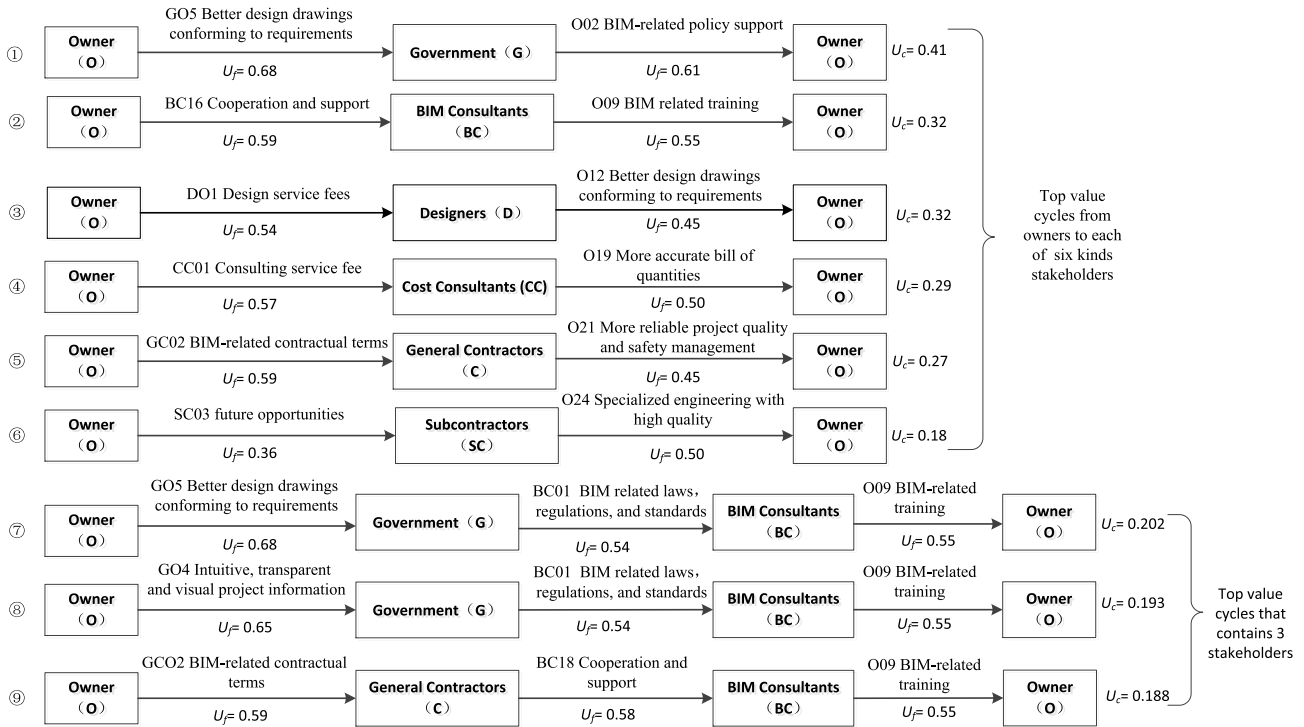 ①
Owner
（O）
GO5 Better design drawings
conforming to requirements
Uf= 0.68
Government（G）
O02 BIM-related policy support
Uf= 0.61
Owner
（O）
Uc= 0.41
②
Owner
（O）
BC16 Cooperation and support
Uf= 0.59
BIM Consultants
（BC）
O09 BIM related training
Uf= 0.55
Owner
（O）
Uc= 0.32
③
Owner
（O）
DO1 Design service fees
Uf= 0.54
Designers（D）
O12 Better design drawings
conforming to requirements
Uf= 0.45
Owner
（O）
Uc= 0.32
④
Owner
（O）
CC01 Consulting service fee
Uf= 0.57
Cost Consultants (CC)
O19 More accurate bill of
quantities
Uf= 0.50
Owner
（O）
Uc= 0.29
⑤
Owner
（O）
GC02 BIM-related contractual terms
Uf= 0.59
General Contractors
（C）
O21 More reliable project quality
and safety management
Uf= 0.45
Owner
（O）
Uc= 0.27
⑥
Owner
（O）
SC03 future opportunities
Uf= 0.36
Subcontractors
（SC）
O24 Specialized engineering with
high quality
Uf= 0.50
Owner
（O）
Uc= 0.18
Top value
cycles from
owners to each
of six kinds
stakeholders
⑦
Owner
（O）
GO5 Better design drawings
conforming to requirements
Uf= 0.68
Government（G）
BC01 BIM related laws，
regulations, and standards
Uf= 0.54
BIM Consultants
（BC）
O09 BIM-related
training
Uf= 0.55
Owner
（O）
Uc= 0.202
⑧
Owner
（O）
GO4 Intuitive, transparent
and visual project information
Uf= 0.65
Government（G）
BC01 BIM related laws，
regulations, and standards
Uf= 0.54
BIM Consultants
（BC）
O09 BIM-related
training
Uf= 0.55
Owner
（O）
Uc= 0.193
⑨
Owner
（O）
GCO2 BIM-related contractual
terms
Uf= 0.59
General Contractors
（C）
BC18 Cooperation and
support
Uf= 0.58
BIM Consultants
（BC）
O09 BIM-related
training
Uf= 0.55
Owner
（O）
Uc= 0.188
Top value
cycles that
contains 3
stakeholders